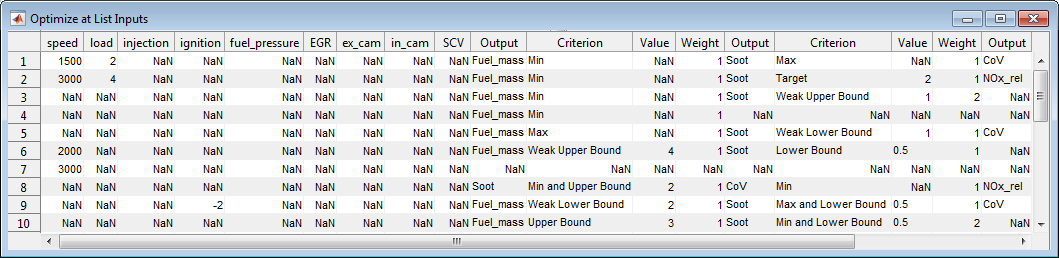 Optimize at List Inputs
speed load injection ignition fuel_pressure EGR ex_cam in_cam SCV Output Criterion Value Weight Output Criterion Value Weight Output
1 1500 2 NaN NaN NaN NaN NaN NaN NaN Fuel_mass Min NaN 1 Soot Max NaN 1 CoV
2 3000 4 NaN NaN NaN NaN NaN NaN NaN Fuel_mass Min NaN 1 Soot Target 2 1 NOx_rel
3 NaN NaN NaN NaN NaN NaN NaN NaN NaN Fuel_mass Min NaN 1 Soot Weak Upper Bound 1 2 NaN
4 NaN NaN NaN NaN NaN NaN NaN NaN NaN Fuel_mass Min NaN 1 NaN NaN NaN NaN NaN
5 NaN NaN NaN NaN NaN NaN NaN NaN NaN Fuel_mass Max NaN 1 Soot Weak Lower Bound 1 1 CoV
6 2000 NaN NaN NaN NaN NaN NaN NaN NaN Fuel_mass Weak Upper Bound 4 1 Soot Lower Bound 0.5 1 NaN
7 3000 NaN NaN NaN NaN NaN NaN NaN NaN NaN NaN NaN NaN NaN NaN NaN NaN NaN
8 NaN NaN NaN NaN NaN NaN NaN NaN NaN Soot Min and Upper Bound 2 1 CoV Min NaN 1 NOx_rel
9 NaN NaN NaN -2 NaN NaN NaN NaN NaN Fuel_mass Weak Lower Bound 2 1 Soot Max and Lower Bound 0.5 1 CoV
10 NaN NaN NaN NaN NaN NaN NaN NaN NaN Fuel_mass Upper Bound 3 1 Soot Min and Lower Bound 0.5 2 NaN